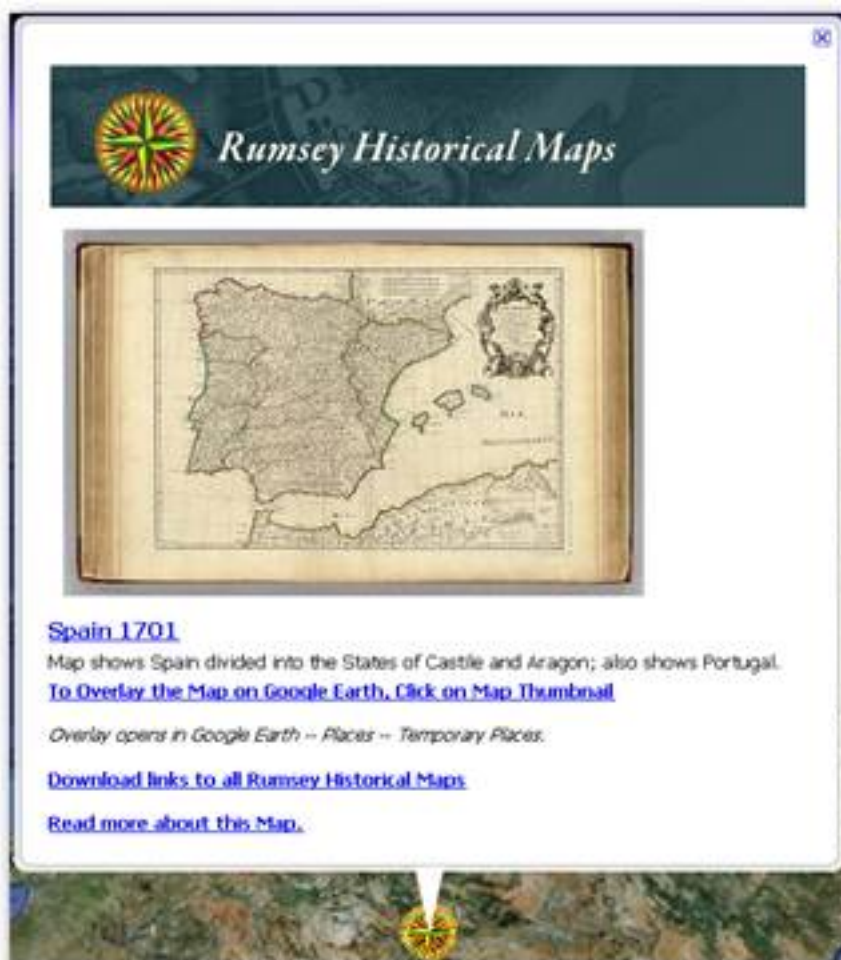 Rumsey Historical Maps
MAR
Spain 1701
Map shows Spain divided into the States of Castile and Aragon; also shows Portugal.
To Overlay the Map on Google Earth, Click on Map Thumbnail
Overlay opens in Google Earth -- Places -- Temporary Places.
Download links to all Rumsey Historical Maps
Read more about this Map.